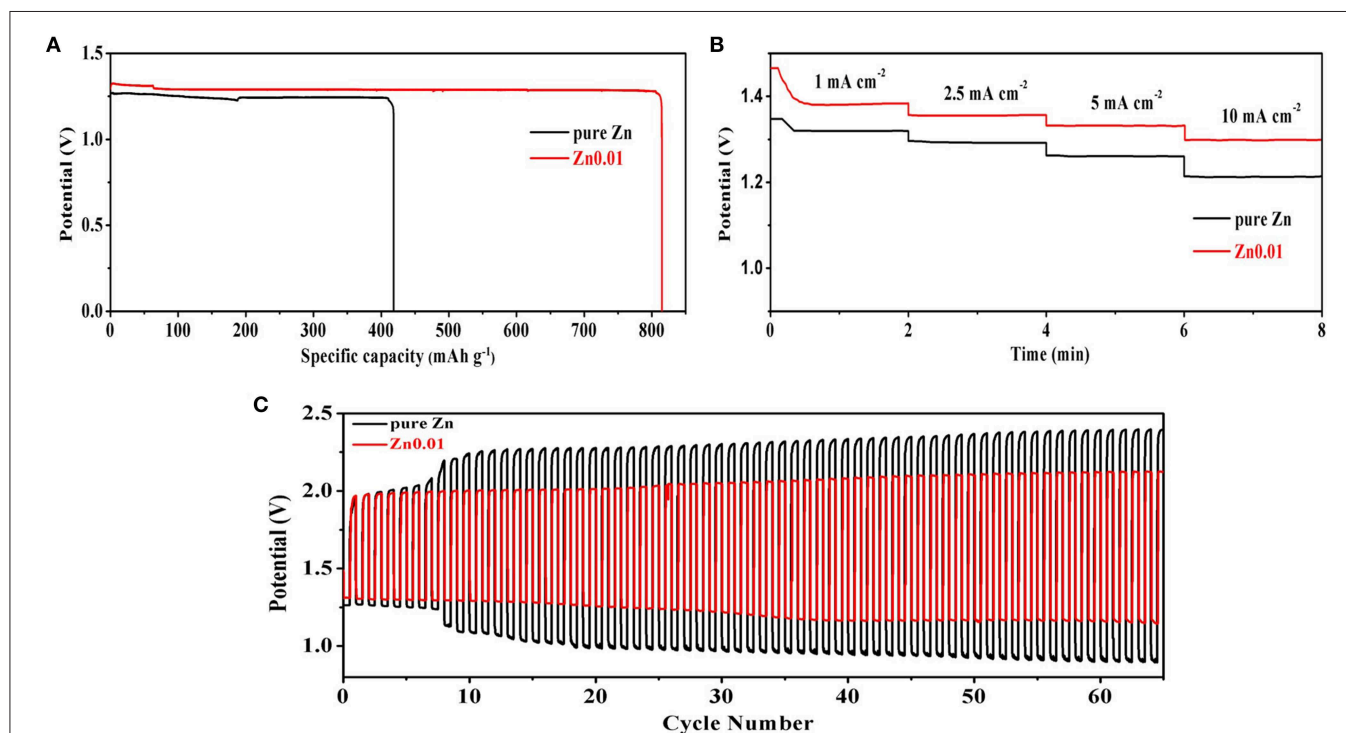 A
1.5
1.0
0.5
0.0
Potential (V)
pure Zn
Zn0.01
0 100 200 300 400 500 600 700 800
Specific capacity (mAh g⁻¹)
B
1.4
1.2
1.0
Potential (V)
1 mA cm⁻²
2.5 mA cm⁻²
5 mA cm⁻²
10 mA cm⁻²
pure Zn
Zn0.01
0 2 4 6 8
Time (min)
C
2.5
2.0
1.5
1.0
Potential (V)
pure Zn
Zn0.01
0 10 20 30 40 50 60
Cycle Number